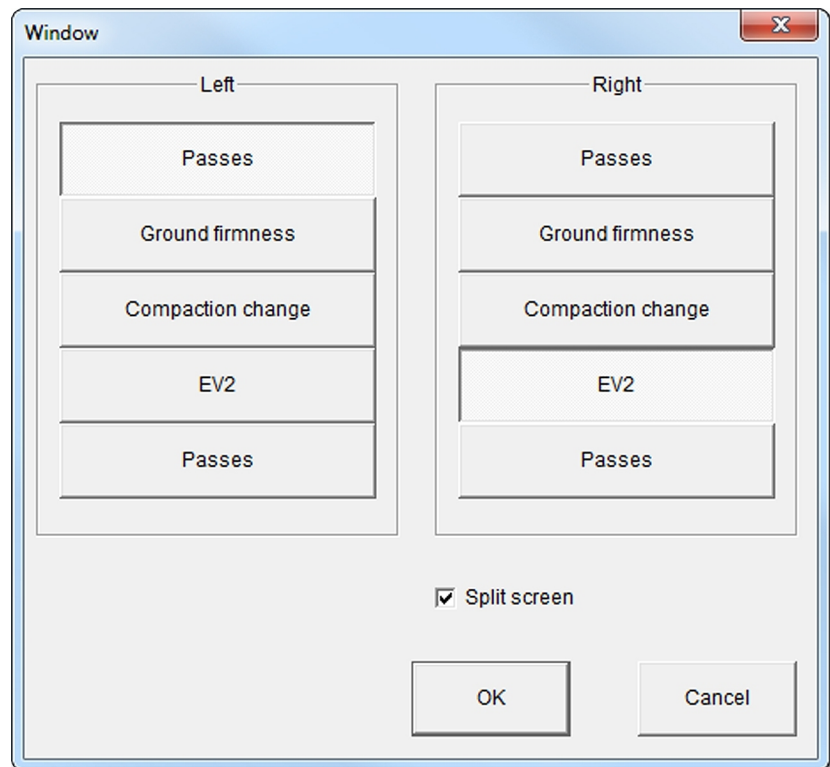 Window
Left
Passes
Ground firmness
Compaction change
EV2
Passes
Right
Passes
Ground firmness
Compaction change
EV2
Passes
Split screen
OK
Cancel